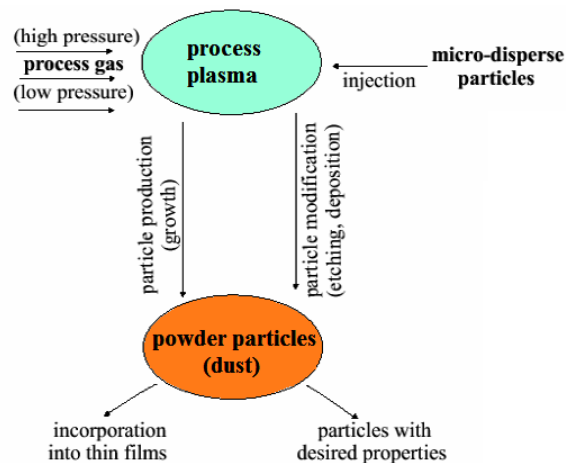 (high pressure)
process gas
(low pressure)
process
plasma
micro-disperse
particles
injection
particle production
(growth)
particle modification
(etching, deposition)
powder particles
(dust)
incorporation
into thin films
particles with
desired properties